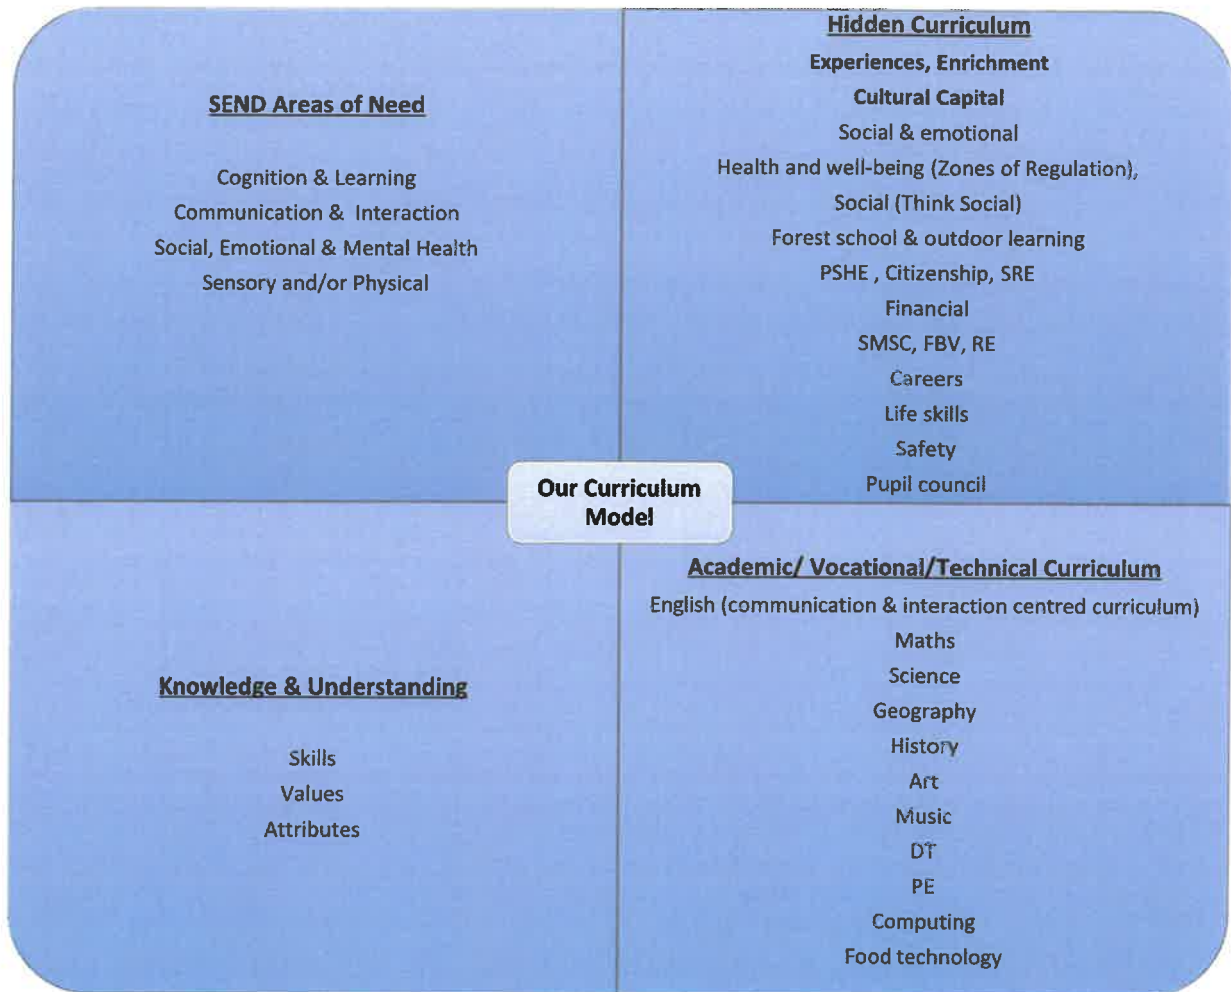 SEND Areas of Need
Cognition & Learning
Communication & Interaction
Social, Emotional & Mental Health
Sensory and/or Physical
Hidden Curriculum
Experiences, Enrichment
Cultural Capital
Social & emotional
Health and well-being (Zones of Regulation),
Social (Think Social)
Forest school & outdoor learning
PSHE , Citizenship, SRE
Financial
SMSC, FBV, RE
Careers
Life skills
Safety
Pupil council
Our Curriculum
Model
Knowledge & Understanding
Skills
Values
Attributes
Academic/ Vocational/Technical Curriculum
English (communication & interaction centred curriculum)
Maths
Science
Geography
History
Art
Music
DT
PE
Computing
Food technology